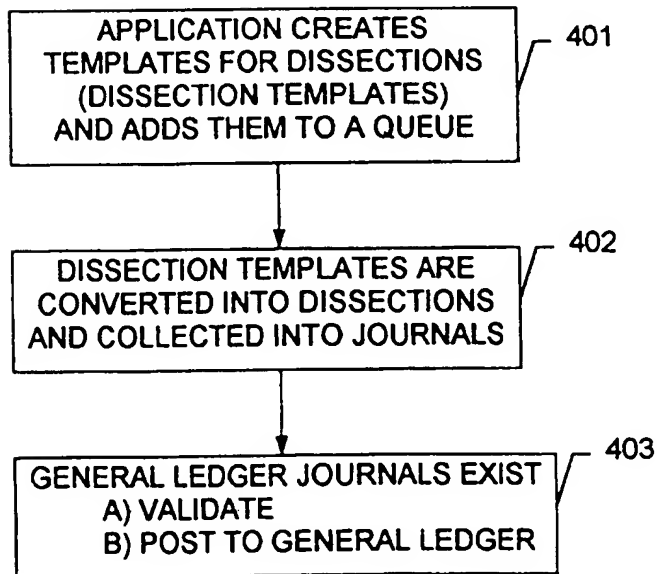 APPLICATION CREATES
TEMPLATES FOR DISSECTIONS
(DISSECTION TEMPLATES)
AND ADDS THEM TO A QUEUE
401
DISSECTION TEMPLATES ARE
CONVERTED INTO DISSECTIONS
AND COLLECTED INTO JOURNALS
402
GENERAL LEDGER JOURNALS EXIST
A) VALIDATE
B) POST TO GENERAL LEDGER
403